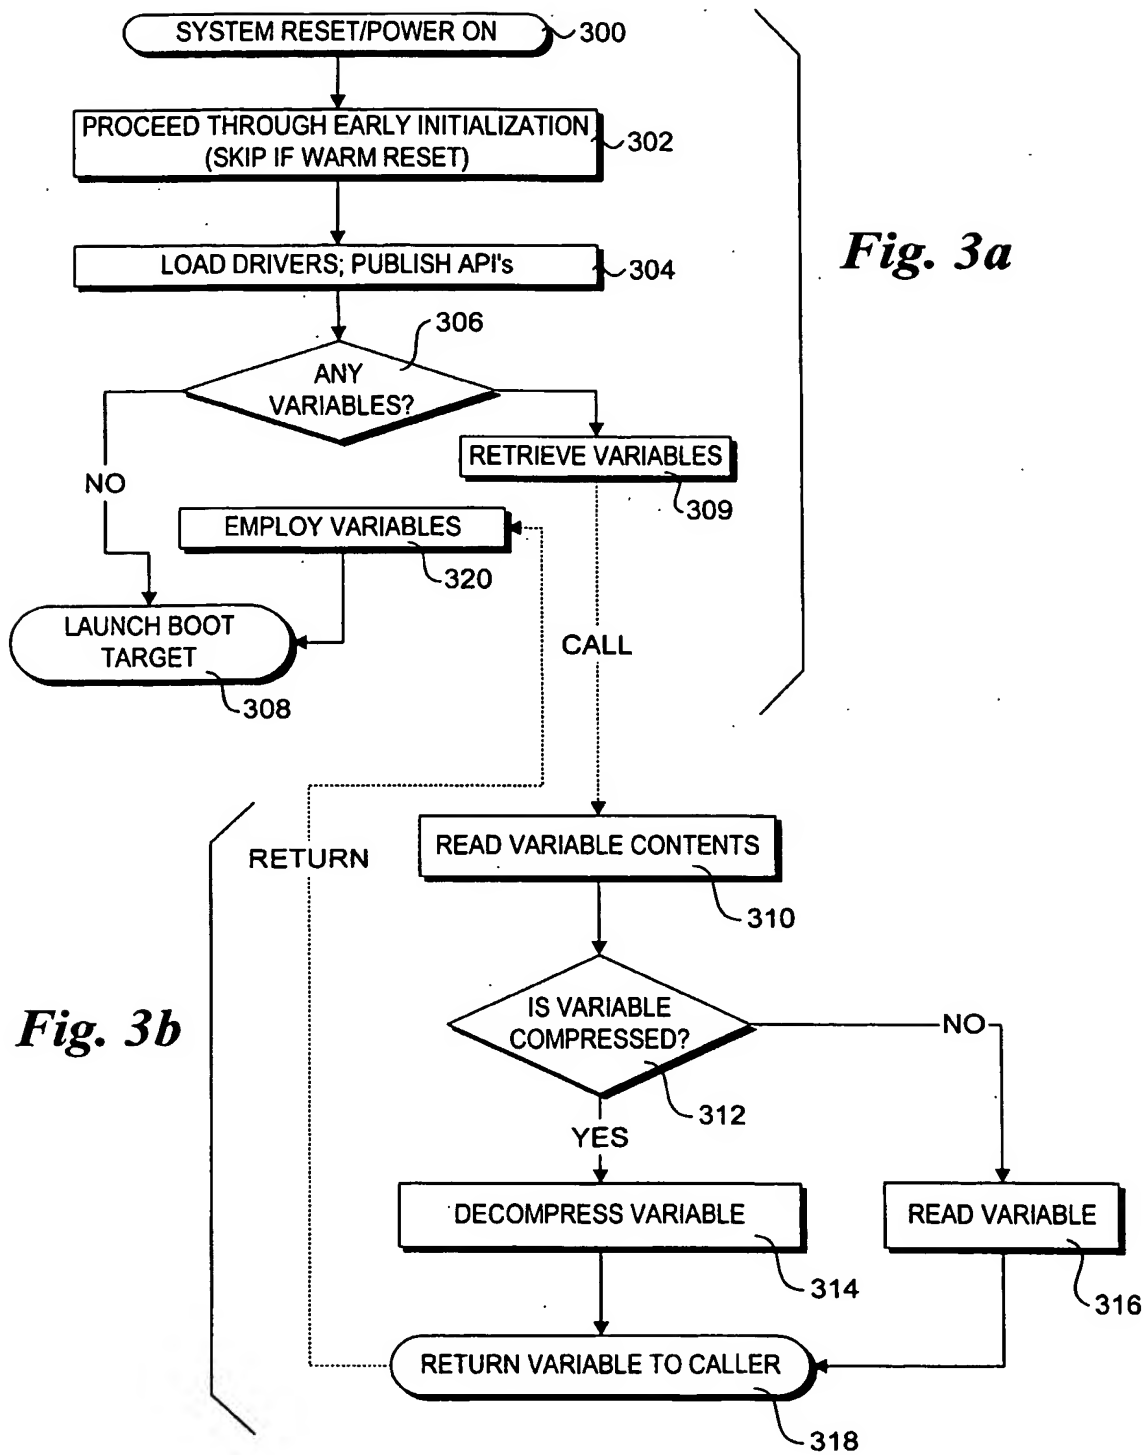 SYSTEM RESET/POWER ON
300
PROCEED THROUGH EARLY INITIALIZATION
(SKIP IF WARM RESET)
302
Fig. 3a
LOAD DRIVERS; PUBLISH API's
304
306
ANY
VARIABLES?
RETRIEVE VARIABLES
309
NO
EMPLOY VARIABLES
320
LAUNCH BOOT
TARGET
308
CALL
READ VARIABLE CONTENTS
310
RETURN
Fig. 3b
IS VARIABLE
COMPRESSED?
312
NO
YES
DECOMPRESS VARIABLE
314
READ VARIABLE
316
RETURN VARIABLE TO CALLER
318